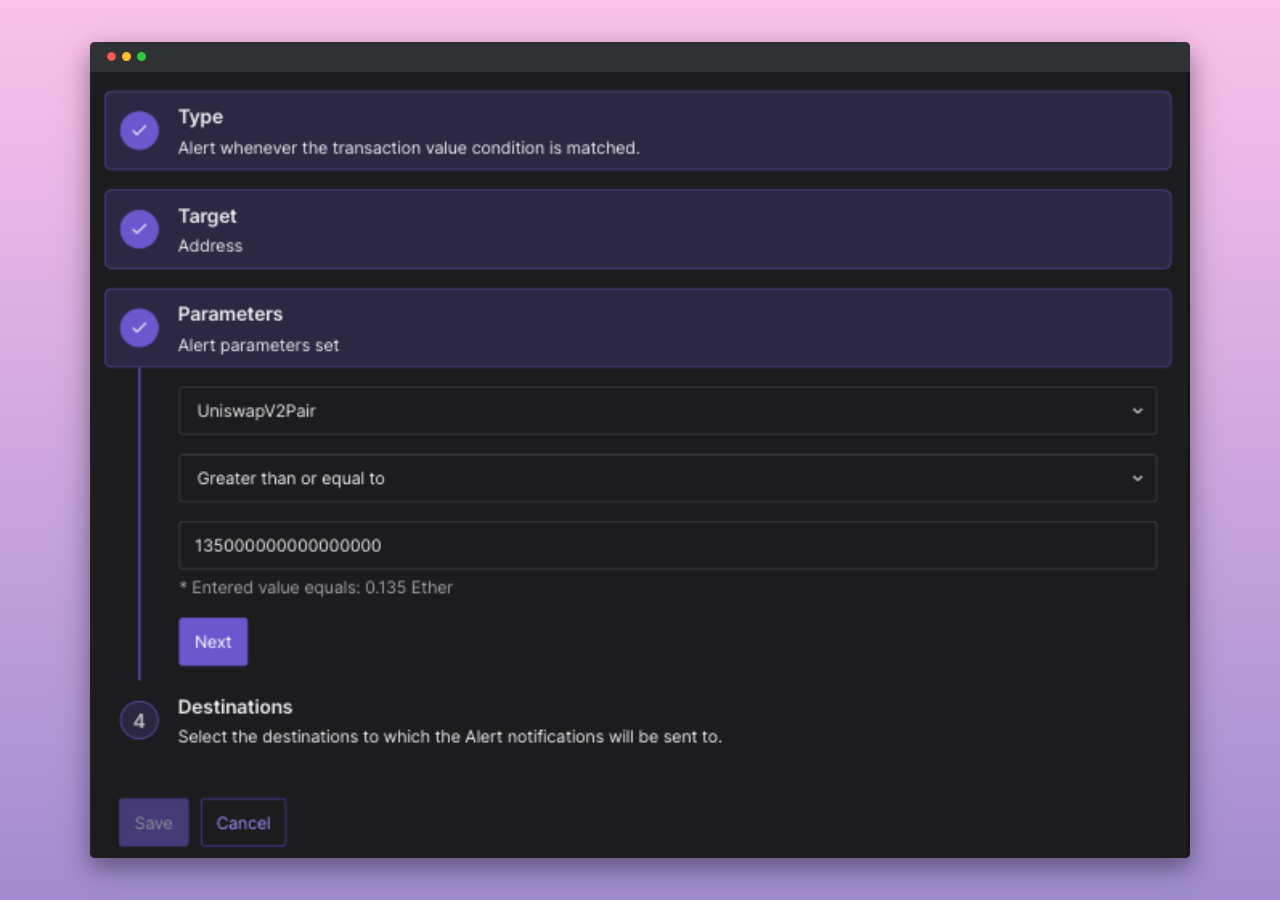 Type
Alert whenever the transaction value condition is matched.
Target
Address
Parameters
Alert parameters set
UniswapV2Pair
Greater than or equal to
135000000000000000
* Entered value equals: 0.135 Ether
Next
4
Destinations
Select the destinations to which the Alert notifications will be sent to.
Save
Cancel